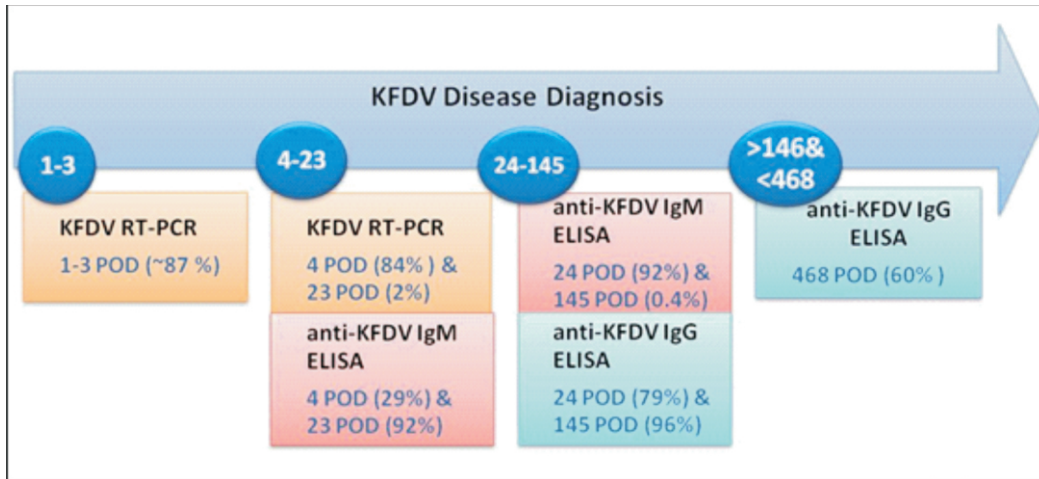 KFDV Disease Diagnosis
1-3
4-23
24-145
>146&
<468
KFDV RT-PCR
1-3 POD (~87 %)
KFDV RT-PCR
4 POD (84% ) &
23 POD (2%)
anti-KFDV IgM
ELISA
4 POD (29%) &
23 POD (92%)
anti-KFDV IgM
ELISA
24 POD (92%) &
145 POD (0.4%)
anti-KFDV IgG
ELISA
24 POD (79%) &
145 POD (96%)
anti-KFDV IgG
ELISA
468 POD (60% )